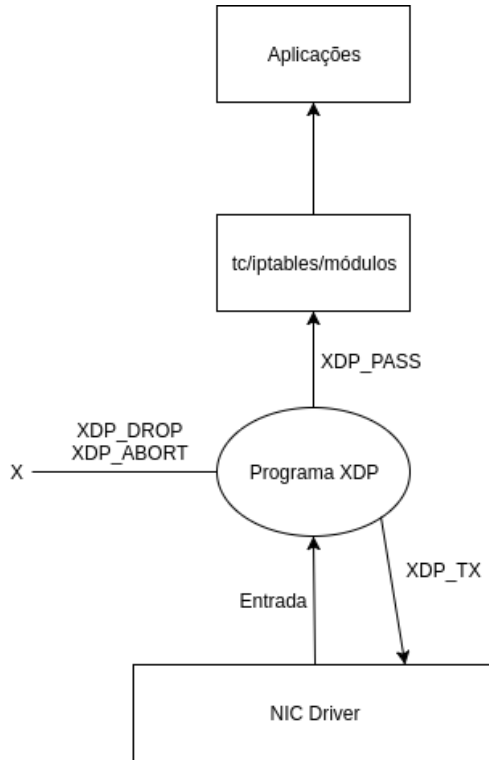 Aplicações
tc/iptables/módulos
XDP_PASS
XDP_DROP
XDP_ABORT
X
Programa XDP
XDP_TX
Entrada
NIC Driver